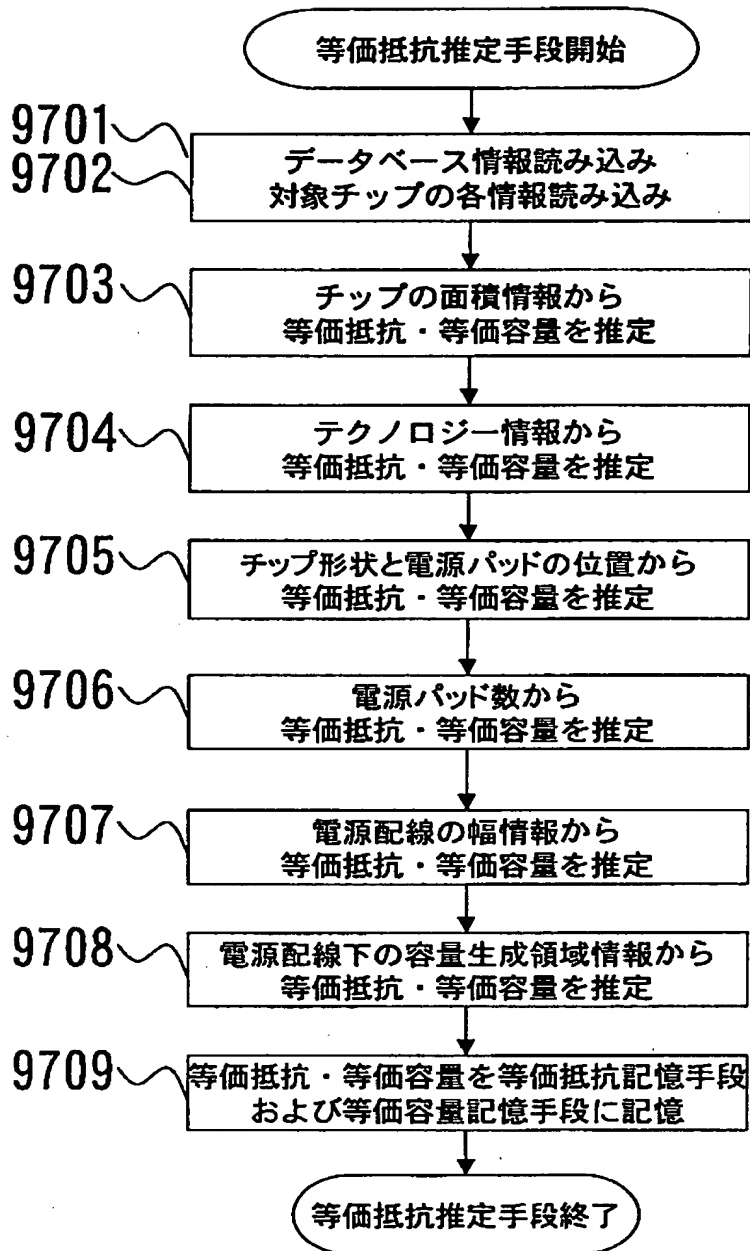 等価抵抗推定手段開始
9701
9702
データベース情報読み込み
対象チップの各情報読み込み
9703
チップの面積情報から
等価抵抗・等価容量を推定
9704
テクノロジー情報から
等価抵抗・等価容量を推定
9705
チップ形状と電源パッドの位置から
等価抵抗・等価容量を推定
9706
電源パッド数から
等価抵抗・等価容量を推定
9707
電源配線の幅情報から
等価抵抗・等価容量を推定
9708
電源配線下の容量生成領域情報から
等価抵抗・等価容量を推定
9709
等価抵抗・等価容量を等価抵抗記憶手段
および等価容量記憶手段に記憶
等価抵抗推定手段終了